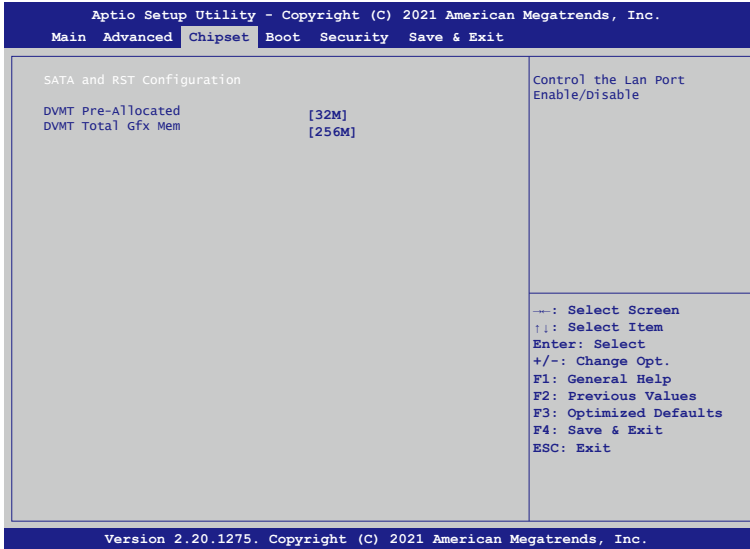 Aptio Setup Utility - Copyright (C) 2021 American Megatrends, Inc.
Main Advanced Chipset Boot Security Save & Exit
SATA and RST Configuration
DVMT Pre-Allocated [32M]
DVMT Total Gfx Mem [256M]
Control the Lan Port
Enable/Disable
→←: Select Screen
↑↓: Select Item
Enter: Select
+/-: Change Opt.
F1: General Help
F2: Previous Values
F3: Optimized Defaults
F4: Save & Exit
ESC: Exit
Version 2.20.1275. Copyright (C) 2021 American Megatrends, Inc.